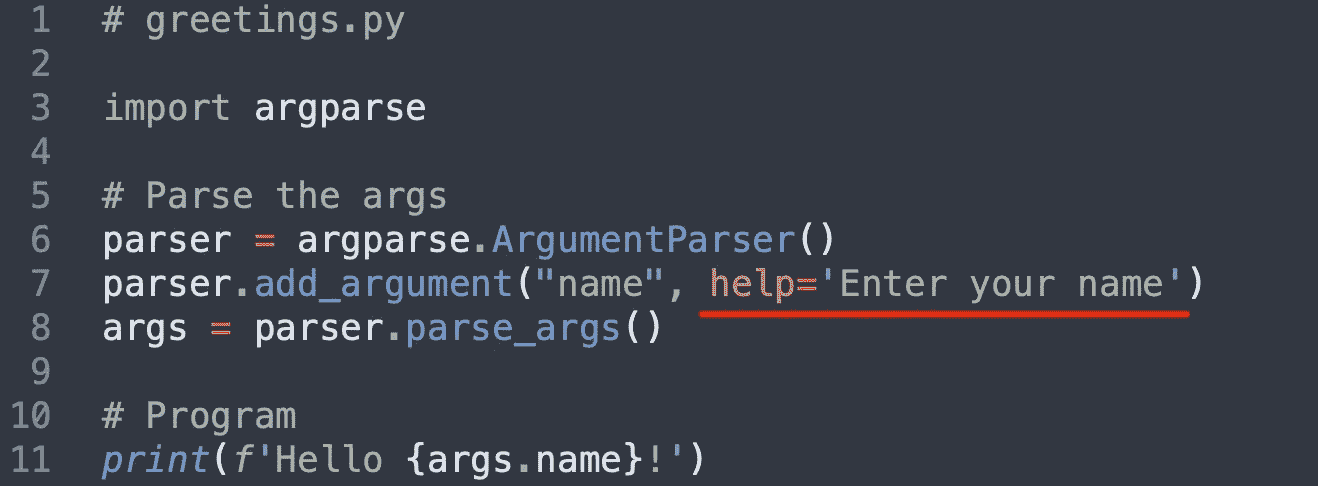 1 # greetings.py
2
3 import argparse
4
5 # Parse the args
6 parser = argparse.ArgumentParser()
7 parser.add_argument("name", help='Enter your name')
8 args = parser.parse_args()
9
10 # Program
11 print(f'Hello {args.name}!')